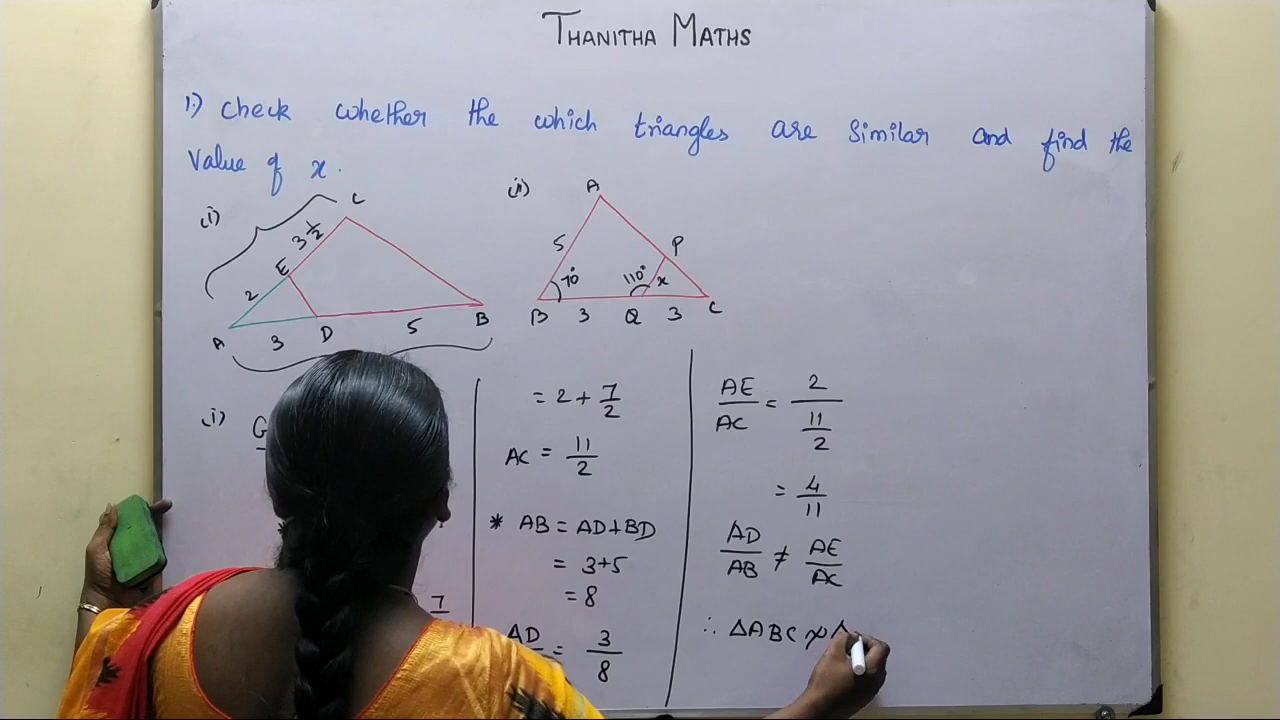 THANITHA MATHS
1.) Check whether the which triangles are Similar and find the
Value of x.
(i)
C
3 1/2
E
2
A
3
D
5
B
(ii)
A
5
P
70°
110°
x
B
3
Q
3
C
(i) G
7
= 2 + 7/2
AC = 11/2
* AB = AD+BD
= 3+5
= 8
AD
= 3/8
AE/AC = 2/(11/2)
= 4/11
AD/AB ≠ AE/AC
∴ ΔABC ≁ Δ